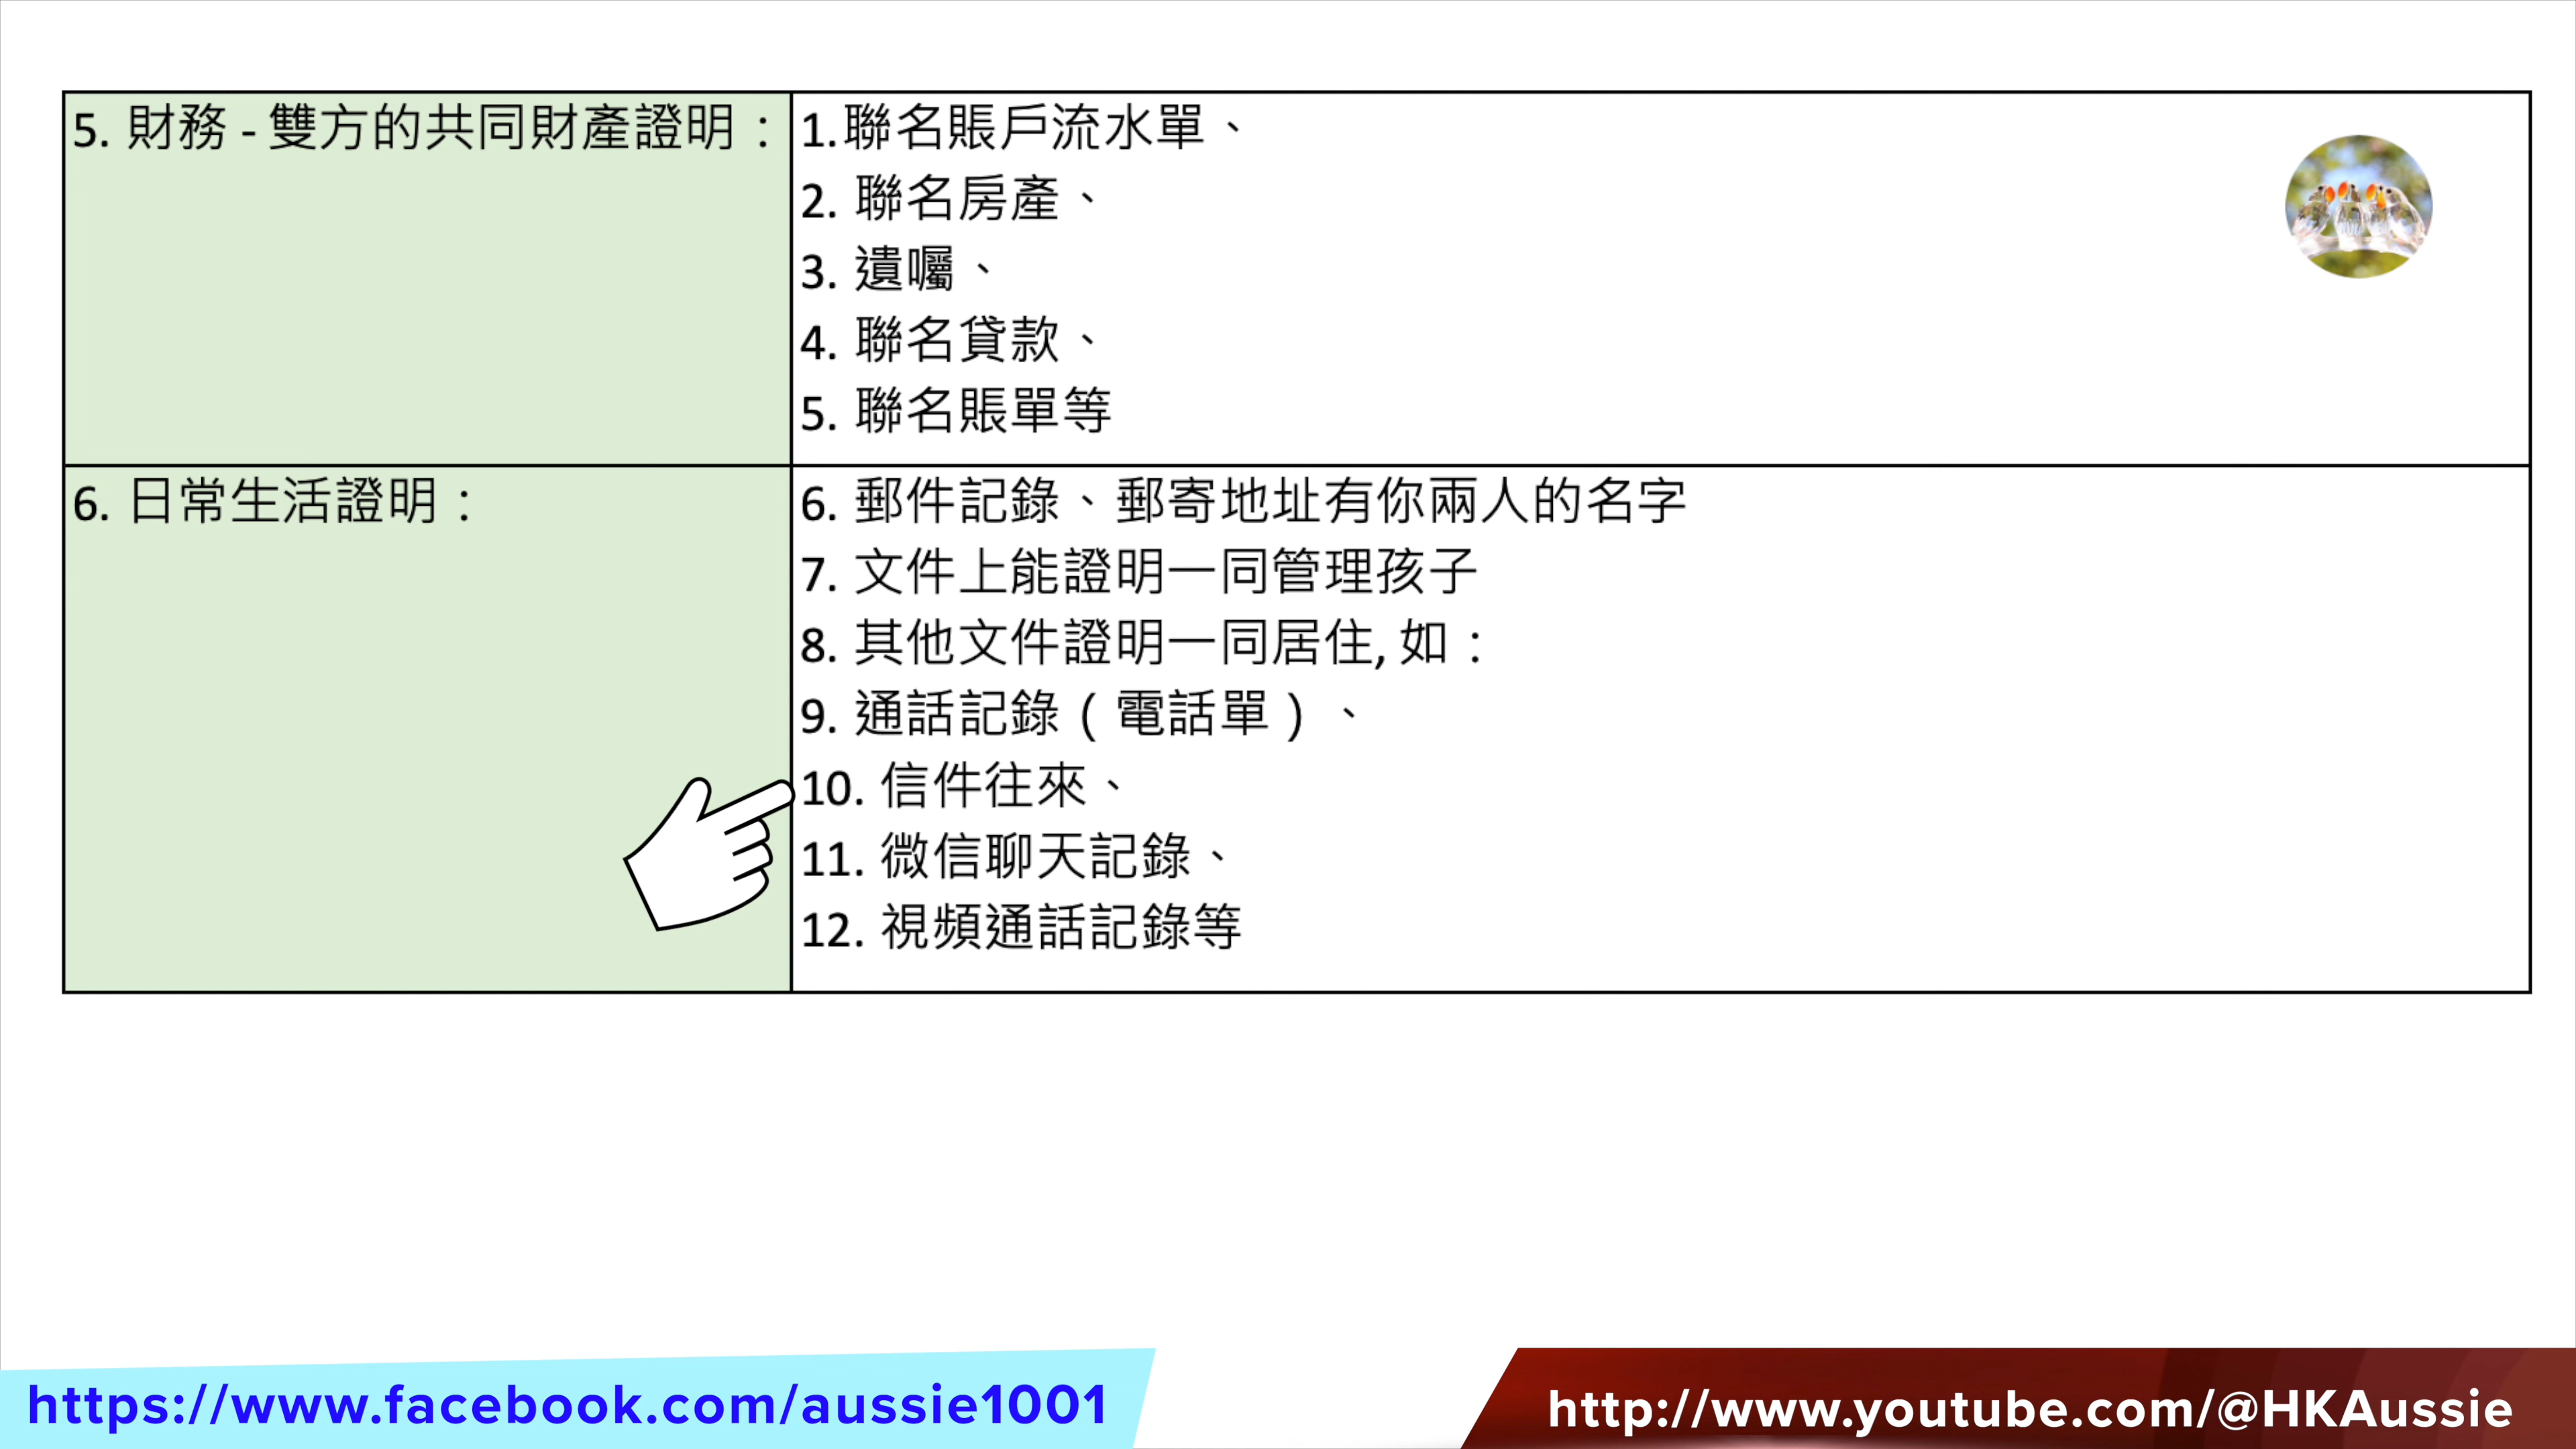 5. 財務 - 雙方的共同財產證明：
1.聯名賬戶流水單、
2. 聯名房產、
3. 遺囑、
4. 聯名貸款、
5. 聯名賬單等
6. 日常生活證明：
6. 郵件記錄、郵寄地址有你兩人的名字
7. 文件上能證明一同管理孩子
8. 其他文件證明一同居住, 如：
9. 通話記錄（電話單）、
10. 信件往來、
11. 微信聊天記錄、
12. 視頻通話記錄等
https://www.facebook.com/aussie1001
http://www.youtube.com/@HKAussie